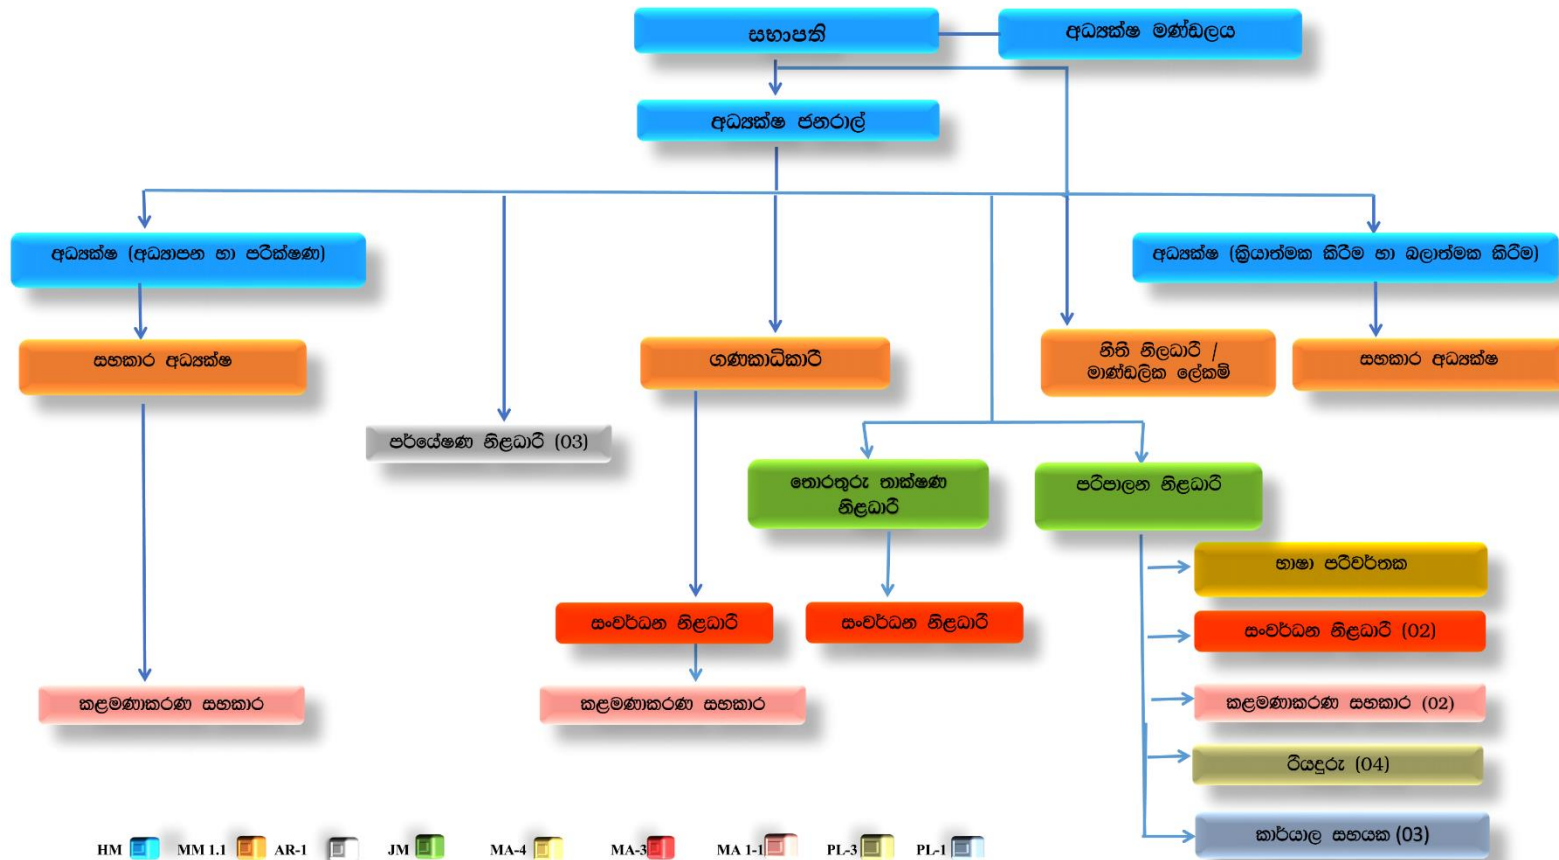 සභාපති
අධ්‍යක්ෂ මණ්ඩලය
අධ්‍යක්ෂ ජනරාල්
අධ්‍යක්ෂ (අධ්‍යාපන හා පරීක්ෂණ)
අධ්‍යක්ෂ (ක්‍රියාත්මක කිරීම හා බලාත්මක කිරීම)
සහකාර අධ්‍යක්ෂ
ගණකාධිකාරී
නීති නිලධාරී /
මාණ්ඩලික ලේකම්
සහකාර අධ්‍යක්ෂ
පර්යේෂණ නිළධාරී (03)
තොරතුරු තාක්ෂණ
නිළධාරී
පරිපාලන නිළධාරී
භාෂා පරිවර්තක
සංවර්ධන නිළධාරී
සංවර්ධන නිළධාරී
සංවර්ධන නිළධාරී (02)
කළමණාකරණ සහකාර
කළමණාකරණ සහකාර
කළමණාකරණ සහකාර (02)
රියදුරු (04)
කාර්යාල සහයක (03)
HM MM 1.1 AR-1 JM MA-4 MA-3 MA 1-1 PL-3 PL-1